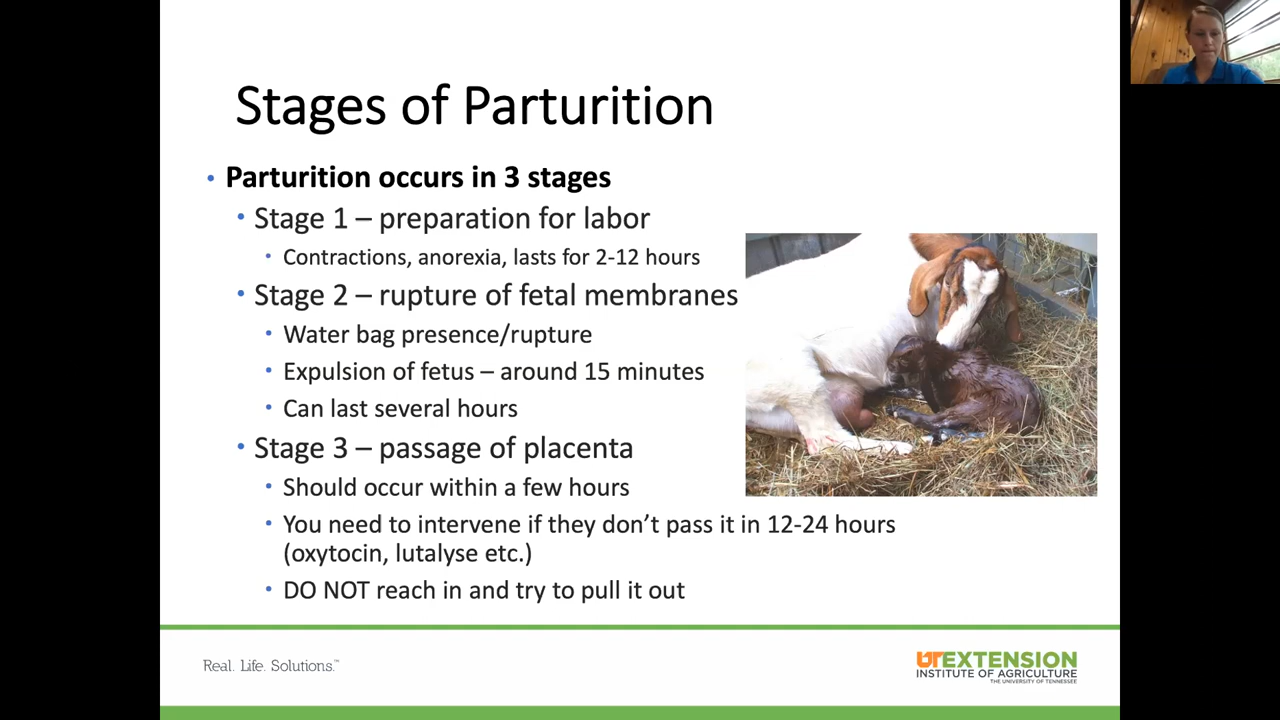 Stages of Parturition
• Parturition occurs in 3 stages
• Stage 1 – preparation for labor
• Contractions, anorexia, lasts for 2-12 hours
• Stage 2 – rupture of fetal membranes
• Water bag presence/rupture
• Expulsion of fetus – around 15 minutes
• Can last several hours
• Stage 3 – passage of placenta
• Should occur within a few hours
• You need to intervene if they don’t pass it in 12-24 hours
(oxytocin, lutalyse etc.)
• DO NOT reach in and try to pull it out
Real. Life. Solutions.™
UT EXTENSION
INSTITUTE OF AGRICULTURE
THE UNIVERSITY OF TENNESSEE